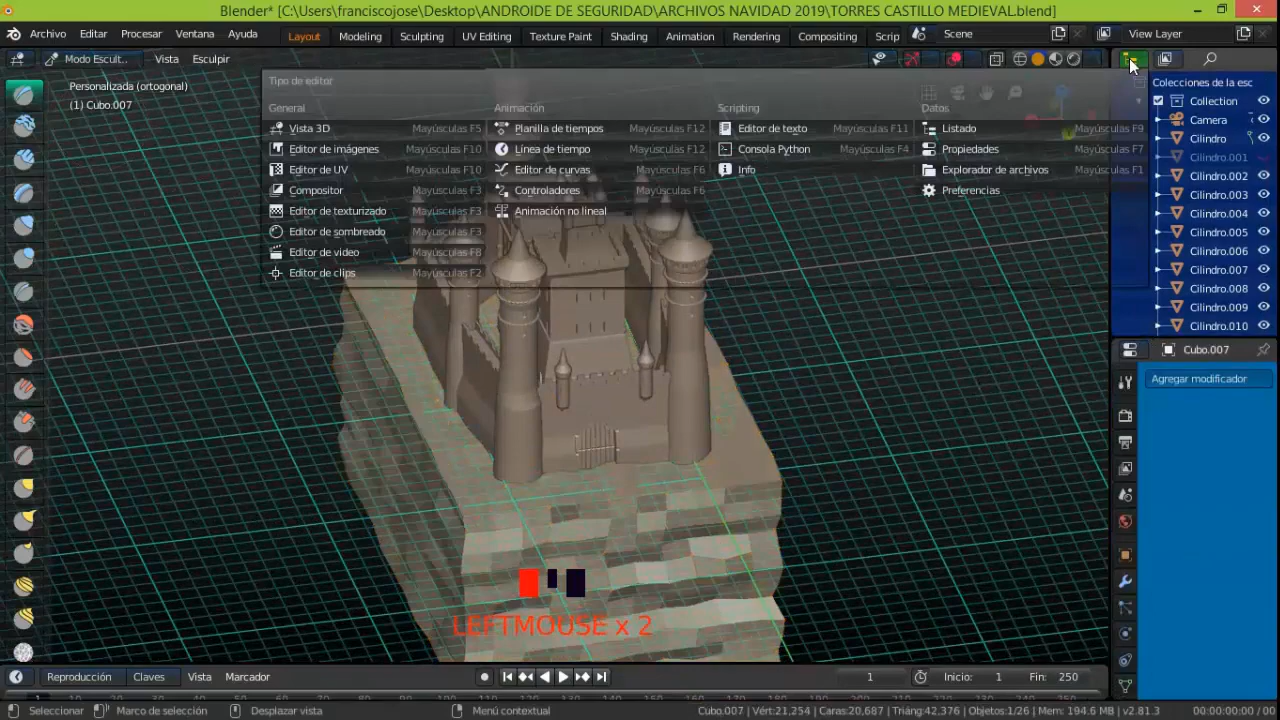 Blender* [C:\Users\franciscojose\Desktop\ANDROIDE DE SEGURIDAD\ARCHIVOS NAVIDAD 2019\TORRES CASTILLO MEDIEVAL.blend]
Archivo Editar Procesar Ventana Ayuda Layout Modeling Sculpting UV Editing Texture Paint Shading Animation Rendering Compositing Scrip Scene View Layer
Modo Escult.. Vista Esculpir
Personalizada (ortogonal)
(1) Cubo.007
Tipo de editor
General
Vista 3D Mayúsculas F5
Editor de imágenes Mayúsculas F10
Editor de UV Mayúsculas F10
Compositor Mayúsculas F3
Editor de texturizado Mayúsculas F3
Editor de sombreado Mayúsculas F3
Editor de video Mayúsculas F8
Editor de clips Mayúsculas F2
Animación
Planilla de tiempos Mayúsculas F12
Línea de tiempo Mayúsculas F12
Editor de curvas Mayúsculas F6
Controladores Mayúsculas F6
Animación no lineal
Scripting
Editor de texto Mayúsculas F11
Consola Python Mayúsculas F4
Info
Datos
Listado Mayúsculas F9
Propiedades Mayúsculas F7
Explorador de archivos Mayúsculas F1
Preferencias
Colecciones de la esc
Collection
Camera
Cilindro
Cilindro.001
Cilindro.002
Cilindro.003
Cilindro.004
Cilindro.005
Cilindro.006
Cilindro.007
Cilindro.008
Cilindro.009
Cilindro.010
Cubo.007
Agregar modificador
LEFTMOUSE x 2
Reproducción Claves Vista Marcador 1 Inicio: 1 Fin: 250
Seleccionar Marco de selección Desplazar vista Menú contextual Cubo.007 | Vért:21,254 | Caras:20,687 | Triáng:42,376 | Objetos:1/26 | Mem: 194.6 MB | v2.81.3 00:00:00:00 / 00